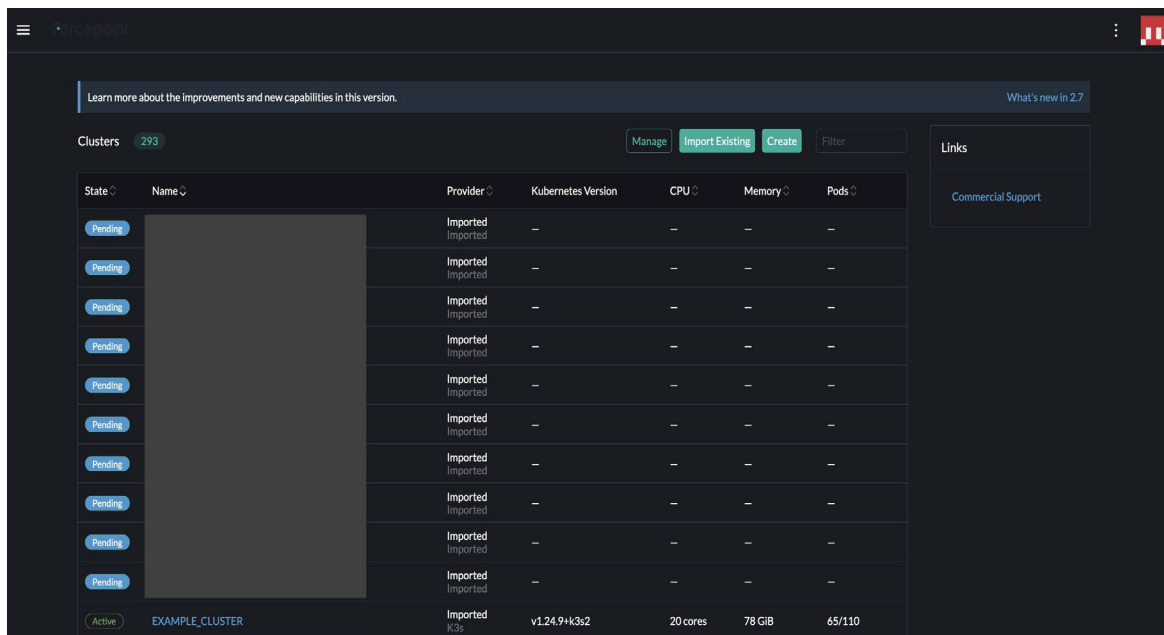 Forcepoint
Learn more about the improvements and new capabilities in this version. What's new in 2.7
Clusters 293 Manage Import Existing Create Filter
Links
State Name Provider Kubernetes Version CPU Memory Pods
Commercial Support
Pending Imported — — — —
Imported
Pending Imported — — — —
Imported
Pending Imported — — — —
Imported
Pending Imported — — — —
Imported
Pending Imported — — — —
Imported
Pending Imported — — — —
Imported
Pending Imported — — — —
Imported
Pending Imported — — — —
Imported
Pending Imported — — — —
Imported
Pending Imported — — — —
Imported
Active EXAMPLE_CLUSTER Imported v1.24.9+k3s2 20 cores 78 GiB 65/110
K3s